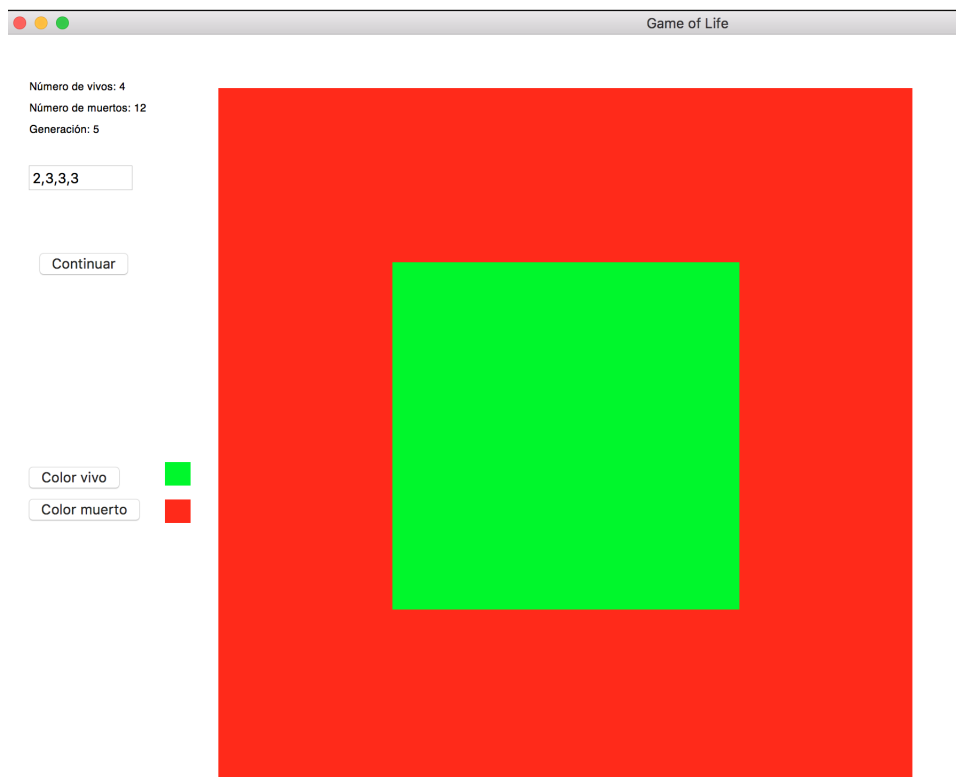 Game of Life
Número de vivos: 4
Número de muertos: 12
Generación: 5
2,3,3,3
Continuar
Color vivo
Color muerto